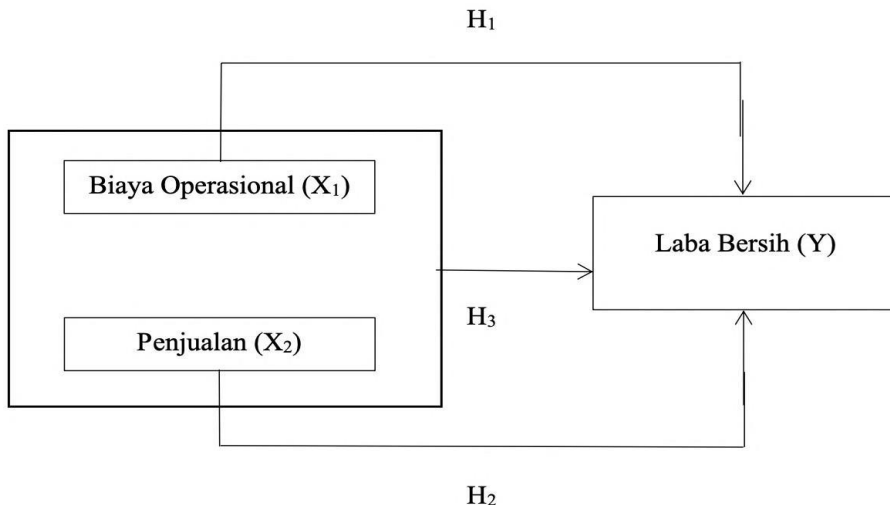 H₁
Biaya Operasional (X₁)
Laba Bersih (Y)
H₃
Penjualan (X₂)
H₂